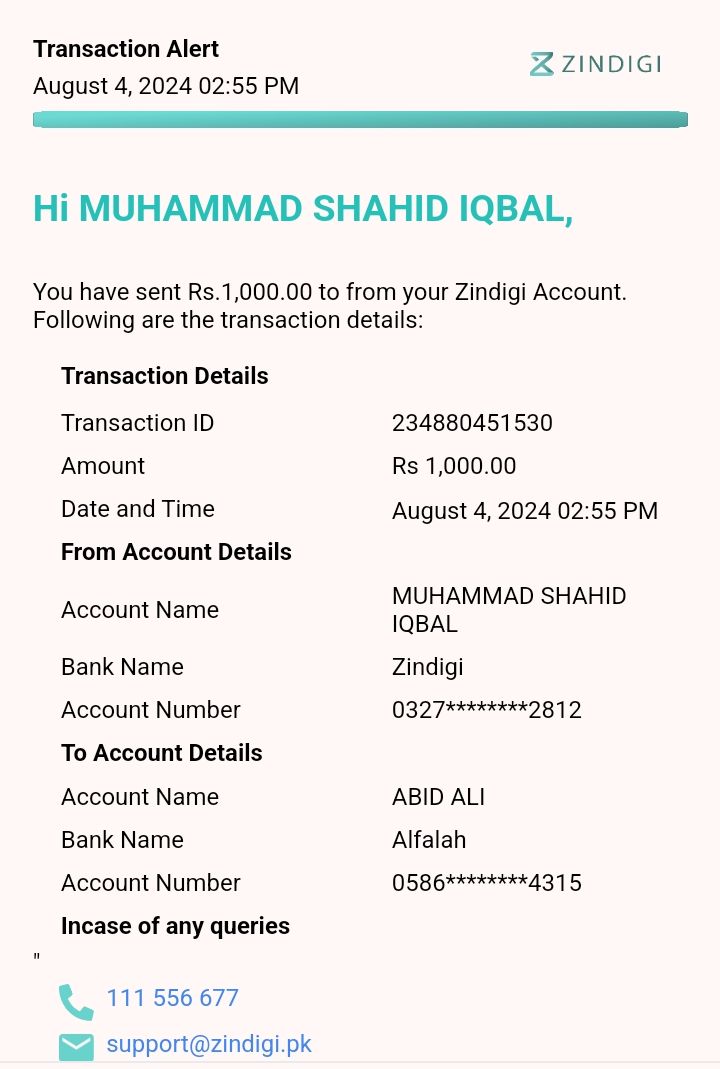 Transaction Alert
August 4, 2024 02:55 PM
ZINDIGI
Hi MUHAMMAD SHAHID IQBAL,
You have sent Rs.1,000.00 to from your Zindigi Account.
Following are the transaction details:
Transaction Details
Transaction ID 234880451530
Amount Rs 1,000.00
Date and Time August 4, 2024 02:55 PM
From Account Details
Account Name MUHAMMAD SHAHID
IQBAL
Bank Name Zindigi
Account Number 0327********2812
To Account Details
Account Name ABID ALI
Bank Name Alfalah
Account Number 0586********4315
Incase of any queries
"
111 556 677
support@zindigi.pk